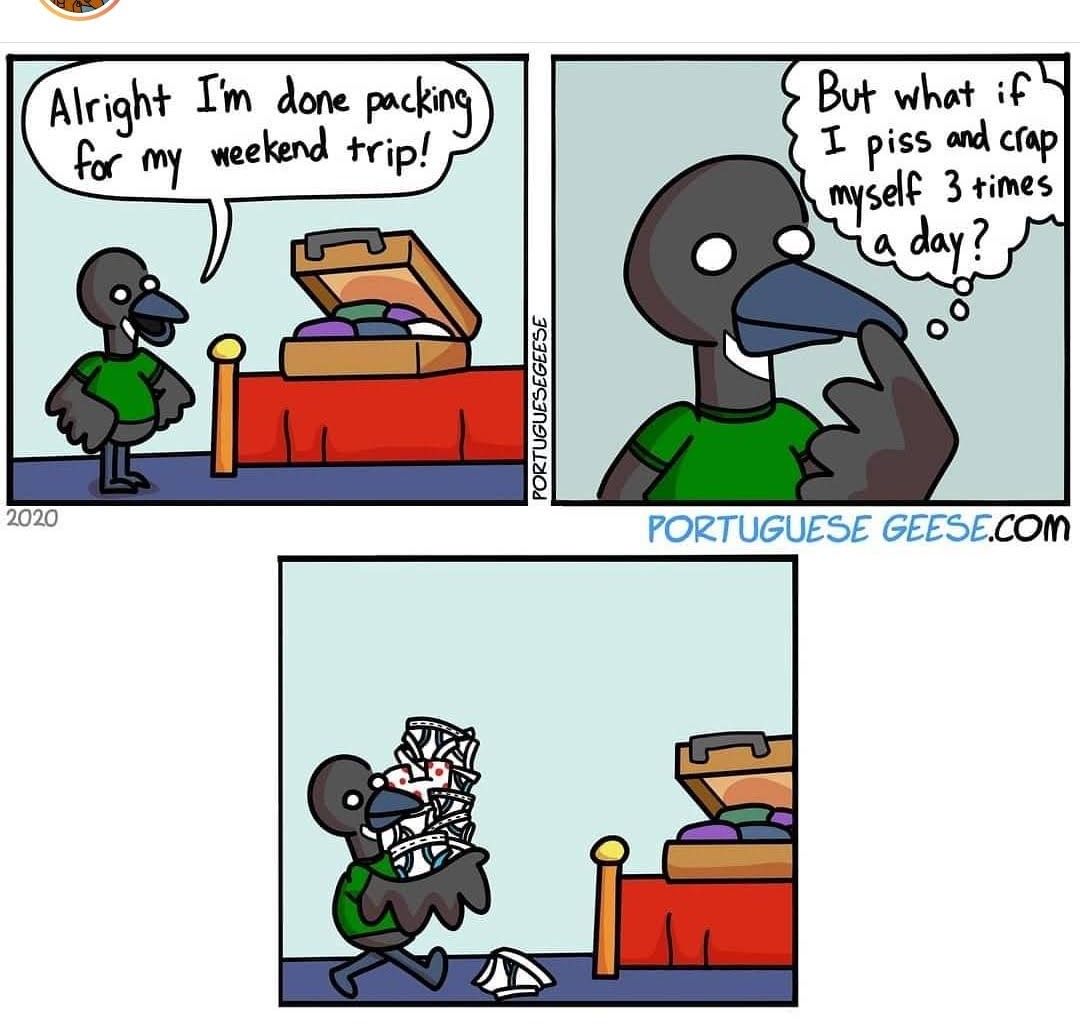 Alright I'm done packing
for my weekend trip!
But what if
I piss and crap
myself 3 times
a day?
PORTUGUESEGEESE
2020
PORTUGUESE GEESE.COM